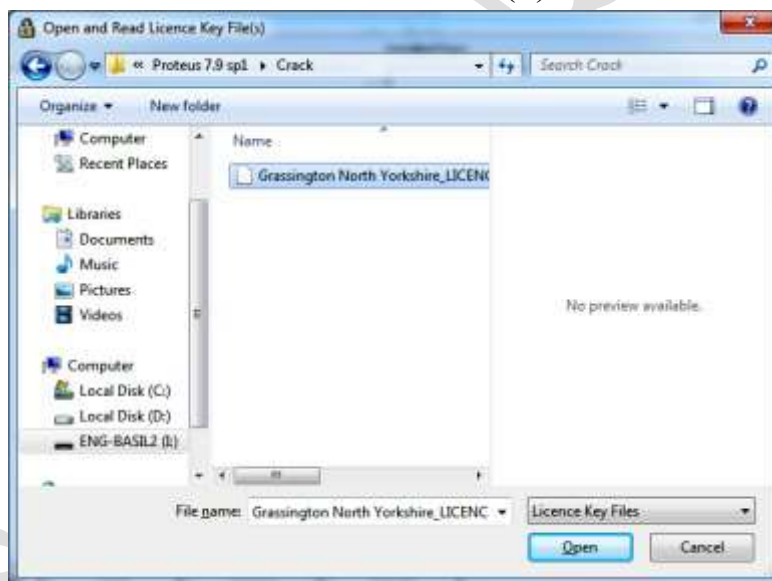 Open and Read Licence Key File(s)
« Proteus 7.9 sp1 ▸ Crack
Search Crack
Organize
New folder
Computer
Recent Places
Libraries
Documents
Music
Pictures
Videos
Computer
Local Disk (C:)
Local Disk (D:)
ENG-BASIL2 (I:)
Name
Grassington North Yorkshire_LICENC
No preview available.
File name: Grassington North Yorkshire_LICENC
Licence Key Files
Open
Cancel